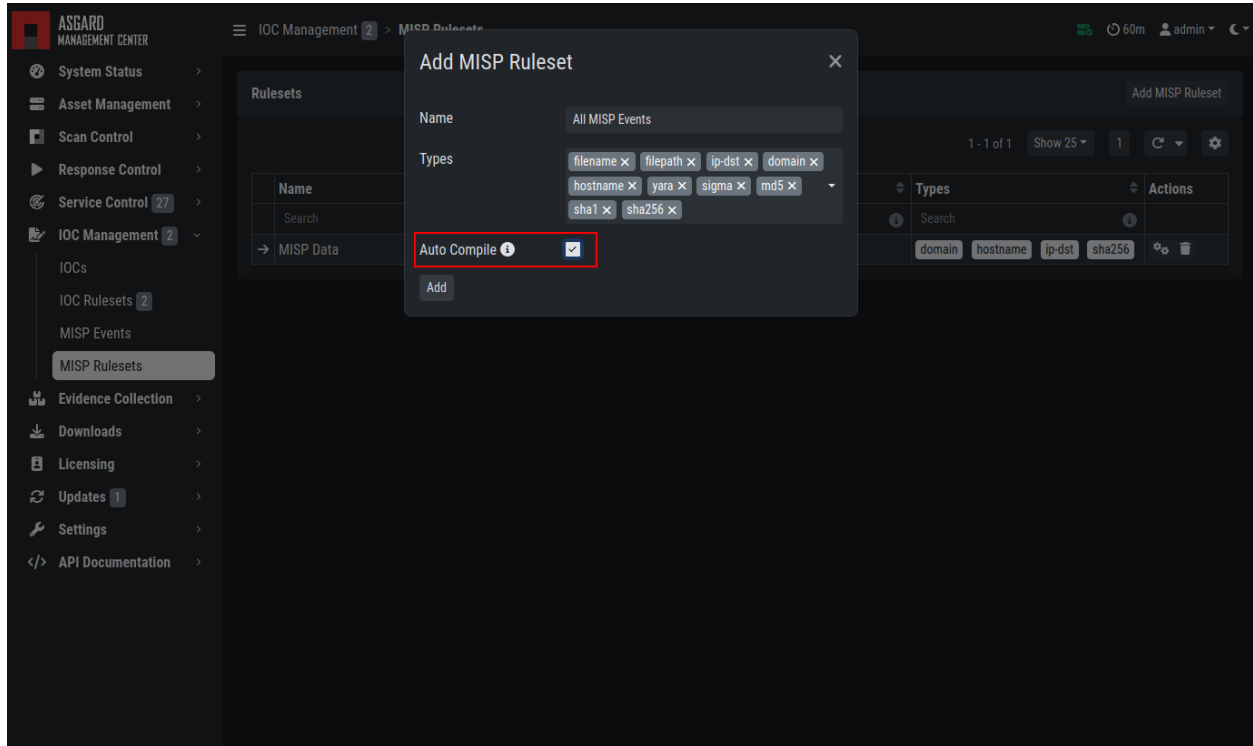 ASGARD
MANAGEMENT CENTER
IOC Management 2 > MISP Rulesets
60m admin
System Status
Asset Management
Scan Control
Response Control
Service Control 27
IOC Management 2
IOCs
IOC Rulesets 2
MISP Events
MISP Rulesets
Evidence Collection
Downloads
Licensing
Updates 1
Settings
API Documentation
Rulesets
Add MISP Ruleset
1 - 1 of 1 Show 25 1
Name Types Actions
Search Search
MISP Data domain hostname ip-dst sha256
Add MISP Ruleset
Name All MISP Events
Types filename filepath ip-dst domain
hostname yara sigma md5
sha1 sha256
Auto Compile
Add